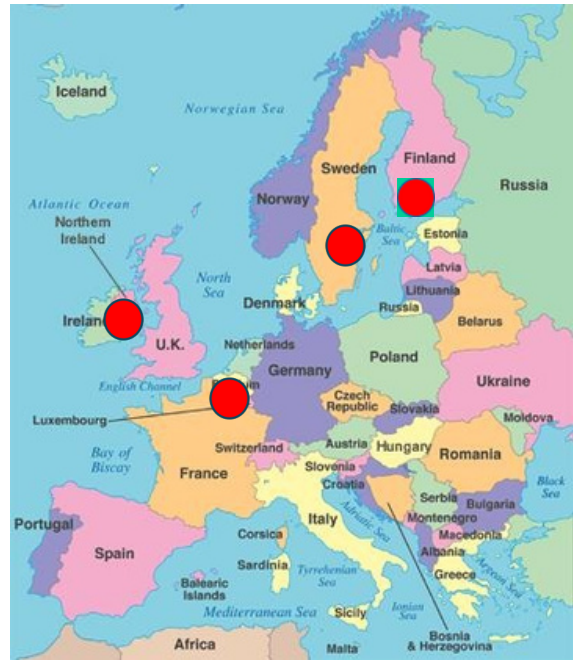 Iceland
Norwegian Sea
Sweden
Finland
Norway
Russia
Atlantic Ocean
Northern
Ireland
Baltic
Sea
Estonia
North
Sea
Latvia
Lithuania
Denmark
Russia
U.K.
Belarus
Netherlands
Poland
Germany
English Channel
Ukraine
Czech
Republic
Luxembourg
Slovakia
Moldova
Bay of
Biscay
Switzerland
Austria
Hungary
France
Slovenia
Romania
Croatia
Black
Sea
Serbia
Italy
Bulgaria
Portugal
Adriatic Sea
Montenegro
Corsica
Macedonia
Spain
Albania
Sardinia
Tyrrehenian
Sea
Greece
Aegean Sea
Balearic
Islands
Ionian
Sea
Mediterranean Sea
Sicily
Bosnia
& Herzegovina
Africa
Malta